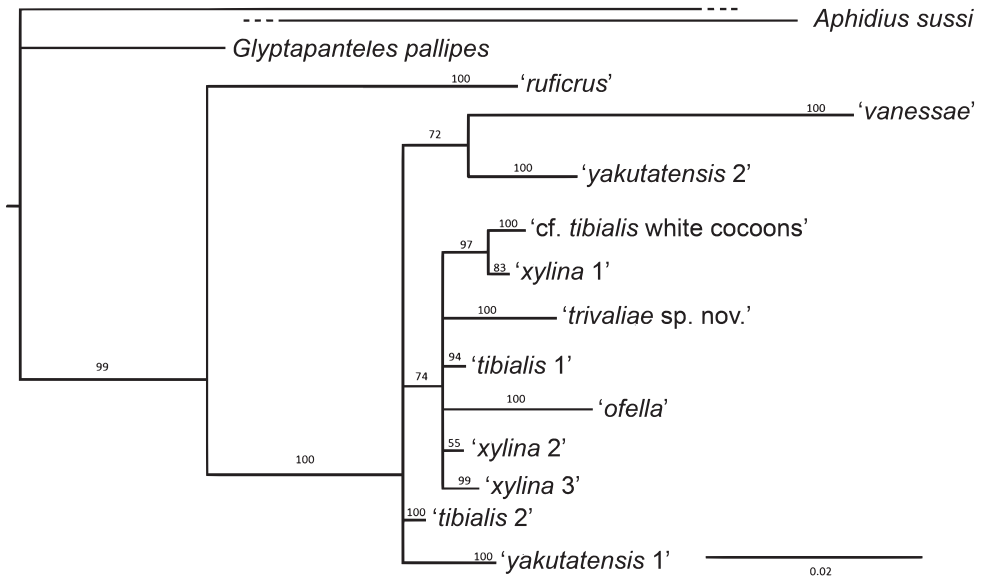 Aphidius sussi
Glyptapanteles pallipes
100 ‘ruficrus’
100 ‘vanessae’
72
100 ‘yakutatensis 2’
100 ‘cf. tibialis white cocoons’
97
83 ‘xylina 1’
100 ‘trivaliae sp. nov.’
94 ‘tibialis 1’
99
74
100 ‘ofella’
55 ‘xylina 2’
100
99 ‘xylina 3’
100 ‘tibialis 2’
100 ‘yakutatensis 1’
0.02